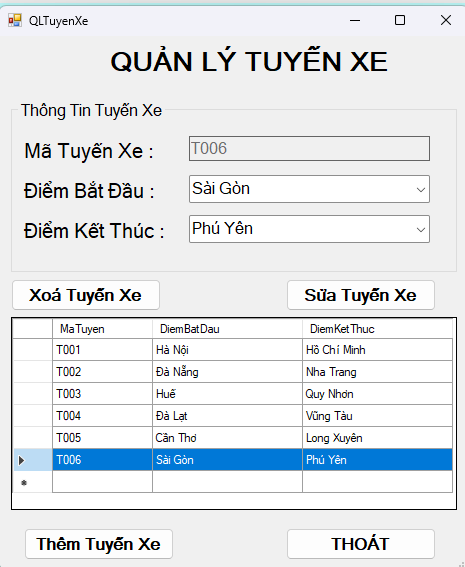 QLTuyenXe
QUẢN LÝ TUYẾN XE
Thông Tin Tuyến Xe
Mã Tuyến Xe :
T006
Điểm Bắt Đầu :
Sài Gòn
Điểm Kết Thúc :
Phú Yên
Xoá Tuyến Xe
Sửa Tuyến Xe
MaTuyen DiemBatDau DiemKetThuc
T001 Hà Nội Hồ Chí Minh
T002 Đà Nẵng Nha Trang
T003 Huế Quy Nhơn
T004 Đà Lạt Vũng Tàu
T005 Cần Thơ Long Xuyên
T006 Sài Gòn Phú Yên
Thêm Tuyến Xe
THOÁT